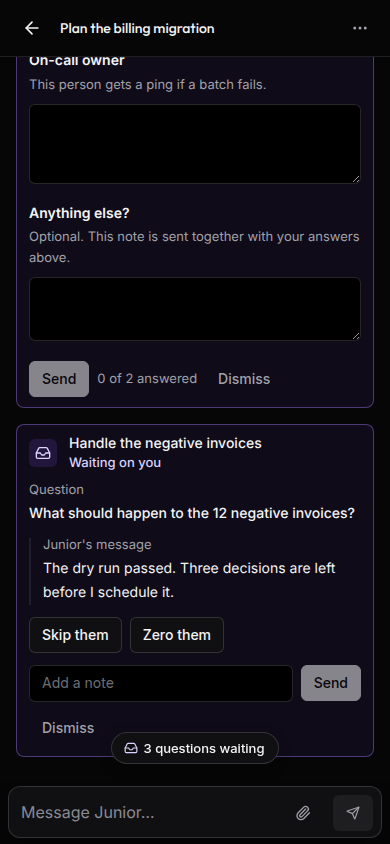 Plan the billing migration
On-call owner
This person gets a ping if a batch fails.
Anything else?
Optional. This note is sent together with your answers
above.
Send
0 of 2 answered
Dismiss
Handle the negative invoices
Waiting on you
Question
What should happen to the 12 negative invoices?
Junior's message
The dry run passed. Three decisions are left
before I schedule it.
Skip them
Zero them
Add a note
Send
Dismiss
3 questions waiting
Message Junior...